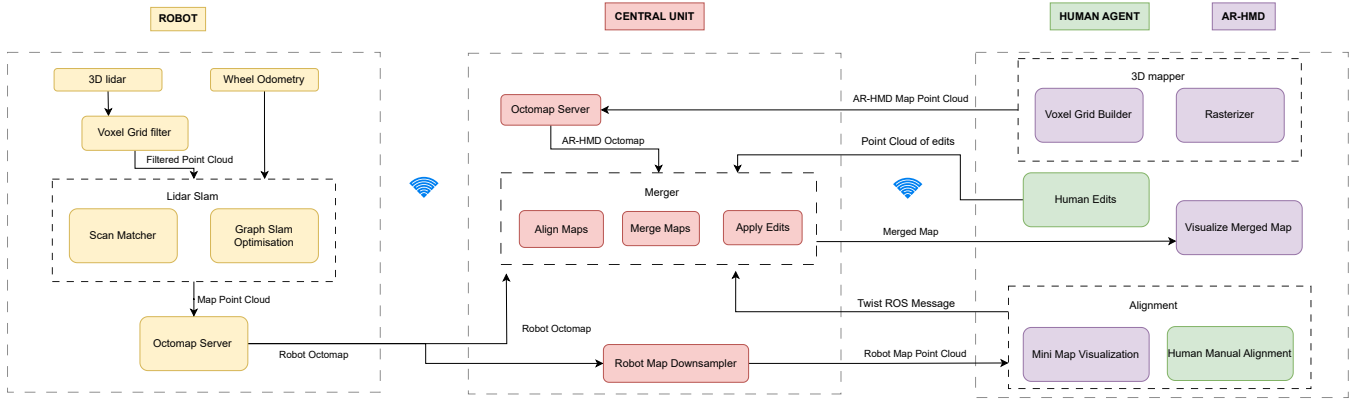 ROBOT
CENTRAL UNIT
HUMAN AGENT
AR-HMD
3D lidar
Wheel Odometry
Voxel Grid filter
Filtered Point Cloud
Lidar Slam
Scan Matcher
Graph Slam
Optimisation
Map Point Cloud
Octomap Server
Robot Octomap
Octomap Server
AR-HMD Octomap
Merger
Align Maps
Merge Maps
Apply Edits
Robot Octomap
Robot Map Downsampler
AR-HMD Map Point Cloud
Point Cloud of edits
Merged Map
Twist ROS Message
Robot Map Point Cloud
3D mapper
Voxel Grid Builder
Rasterizer
Human Edits
Visualize Merged Map
Alignment
Mini Map Visualization
Human Manual Alignment